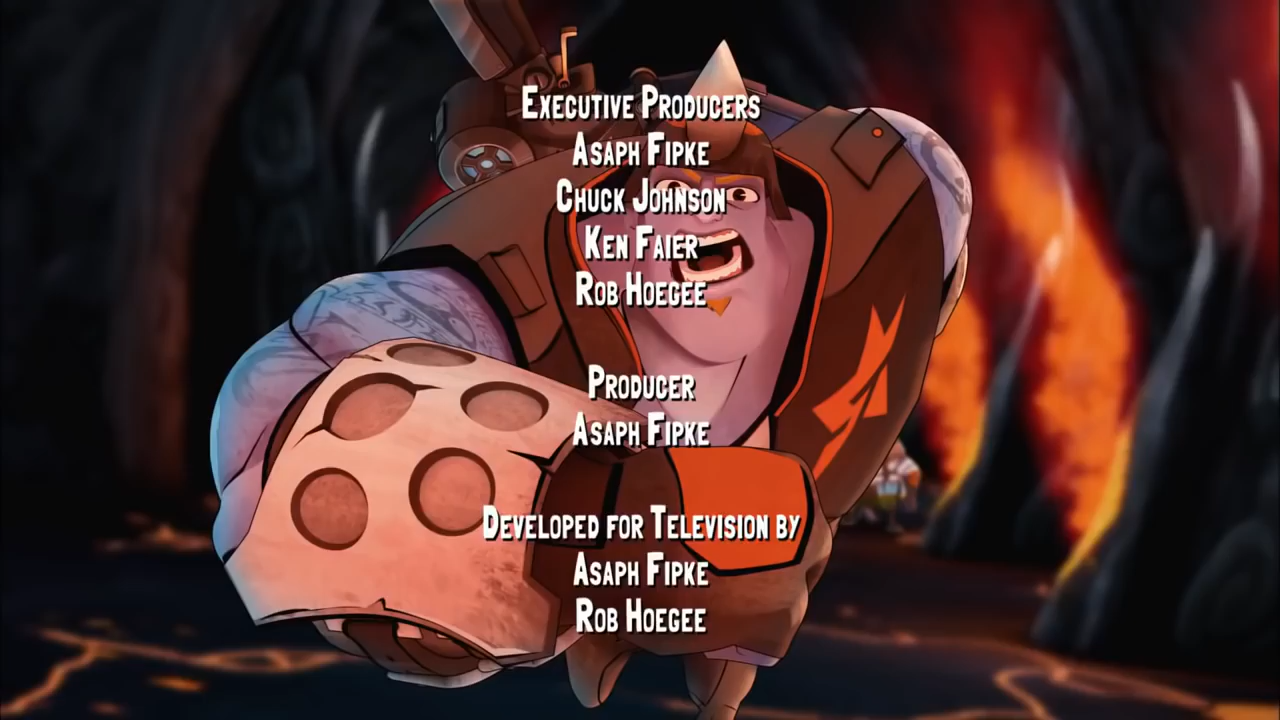 Executive Producers
Asaph Fipke
Chuck Johnson
Ken Faier
Rob Hoegee
Producer
Asaph Fipke
Developed for Television by
Asaph Fipke
Rob Hoegee